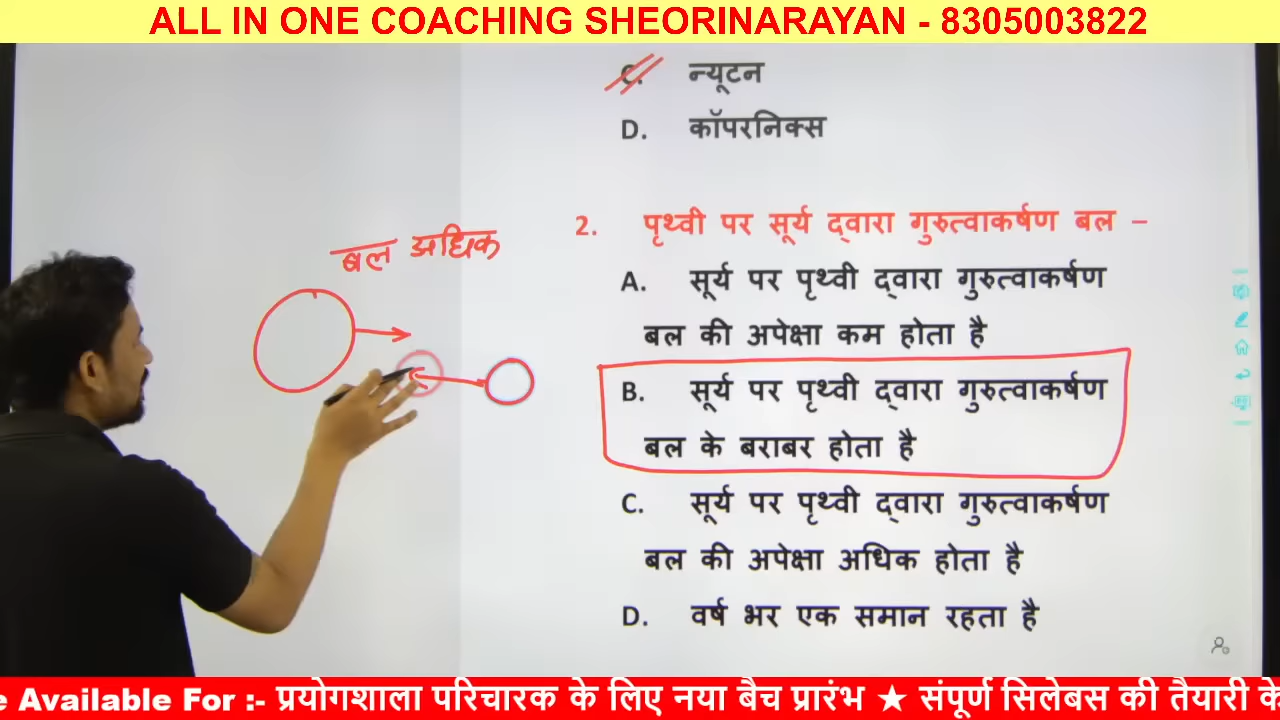 ALL IN ONE COACHING SHEORINARAYAN - 8305003822
C. न्यूटन
D. कॉपरनिक्स
बल अधिक
2. पृथ्वी पर सूर्य द्वारा गुरुत्वाकर्षण बल –
A. सूर्य पर पृथ्वी द्वारा गुरुत्वाकर्षण
बल की अपेक्षा कम होता है
B. सूर्य पर पृथ्वी द्वारा गुरुत्वाकर्षण
बल के बराबर होता है
C. सूर्य पर पृथ्वी द्वारा गुरुत्वाकर्षण
बल की अपेक्षा अधिक होता है
D. वर्ष भर एक समान रहता है
e Available For :- प्रयोगशाला परिचारक के लिए नया बैच प्रारंभ ★ संपूर्ण सिलेबस की तैयारी के